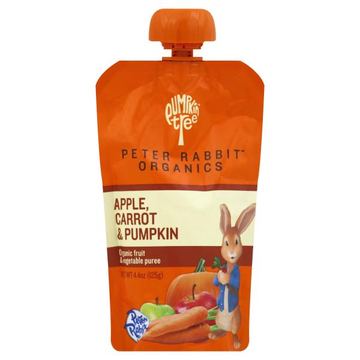 Pumpkin
tree
PETER RABBIT™
ORGANICS
APPLE,
CARROT
& PUMPKIN
Organic fruit
& vegetable puree
NET WT 4.4oz (125g)
Peter
Rabbit